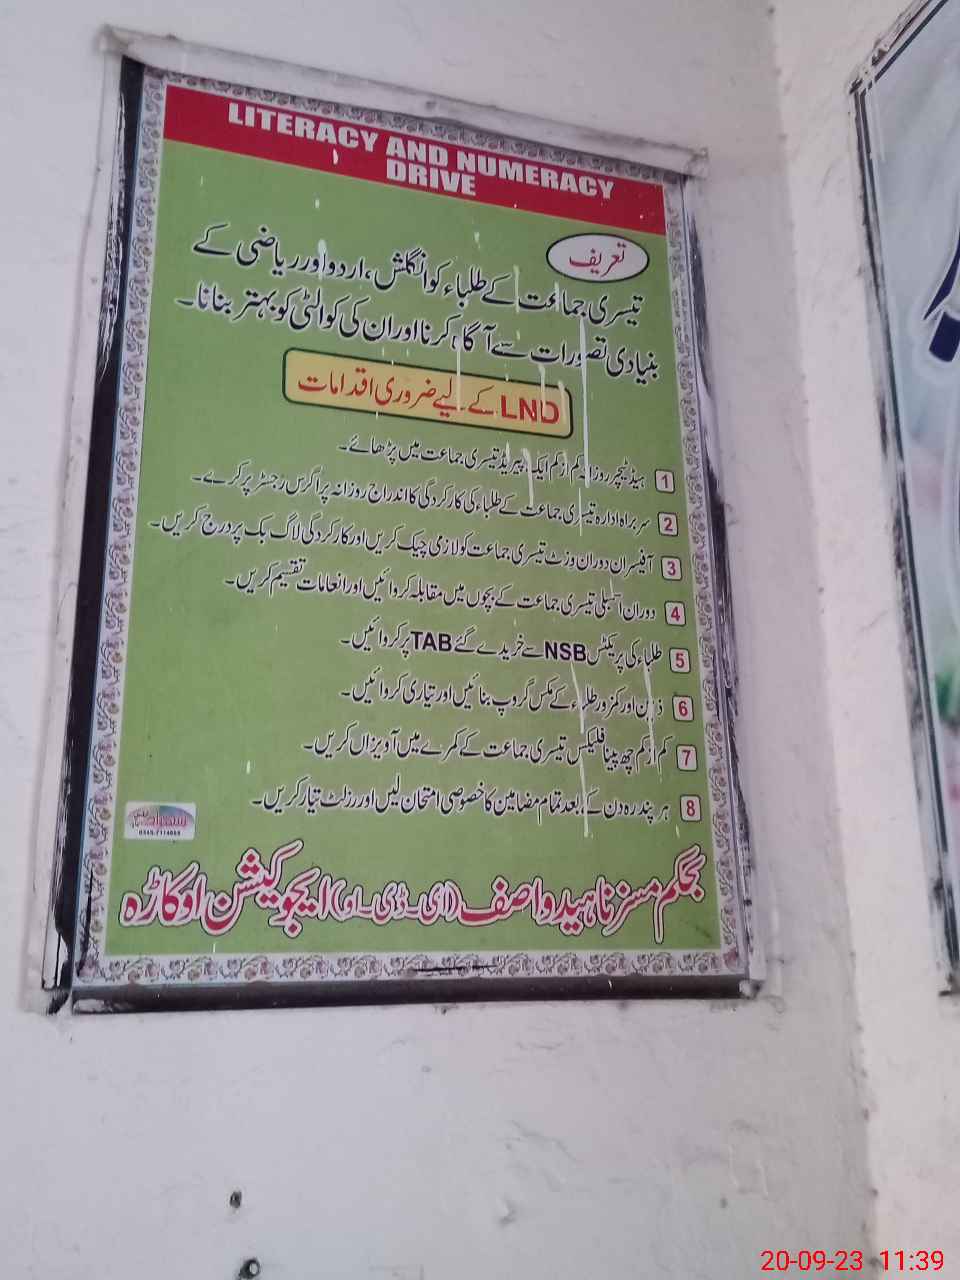 LITERACY AND NUMERACY
DRIVE
تعریف
تیسری جماعت کے طلباء کو انگلش، اردو اور ریاضی کے
بنیادی تصورات سے آگاہ کرنا اور ان کی کوالٹی کو بہتر بنانا۔
LND کے لیے ضروری اقدامات
1 ہیڈ ٹیچر روزانہ کم از کم ایک پیریڈ تیسری جماعت میں پڑھائے۔
2 سربراہ ادارہ تیسری جماعت کے طلباء کی کارکردگی کا اندراج روزانہ پراگرس رجسٹر پر کرے۔
3 آفیسران دوران وزٹ تیسری جماعت کو لازمی چیک کریں اور کارکردگی لاگ بک پر درج کریں۔
4 دوران اسمبلی تیسری جماعت کے بچوں میں مقابلہ کروائیں اور انعامات تقسیم کریں۔
5 طلباء کی پریکٹس NSB سے خریدے گئے TAB پر کروائیں۔
6 ذہین اور کمزور طلباء کے مکس گروپ بنائیں اور تیاری کروائیں۔
7 کم از کم چھ پینا فلیکس تیسری جماعت کے کمرے میں آویزاں کریں۔
8 ہر پندرہ دن کے بعد تمام مضامین کا خصوصی امتحان لیں اور رزلٹ تیار کریں۔
بحکم مسز ناہید واصف (ای۔ڈی۔او) ایجوکیشن اوکاڑہ
20-09-23 11:39